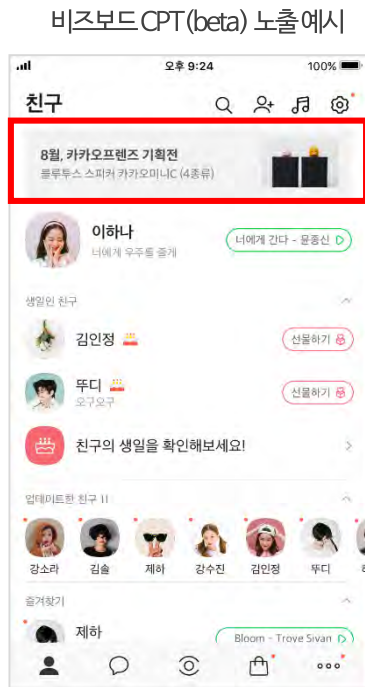 비즈보드 CPT(beta) 노출 예시
오후 9:24
100%
친구
8월, 카카오프렌즈 기획전
블루투스 스피커 카카오미니C (4종류)
이하나
너에게 우주를 줄게
너에게 간다 - 윤종신
생일인 친구
김인정
선물하기
뚜디
오구오구
선물하기
친구의 생일을 확인해보세요!
업데이트한 친구 11
강소라 김솔 제하 강수진 김인정 뚜디
즐겨찾기
제하
Bloom - Troye Sivan